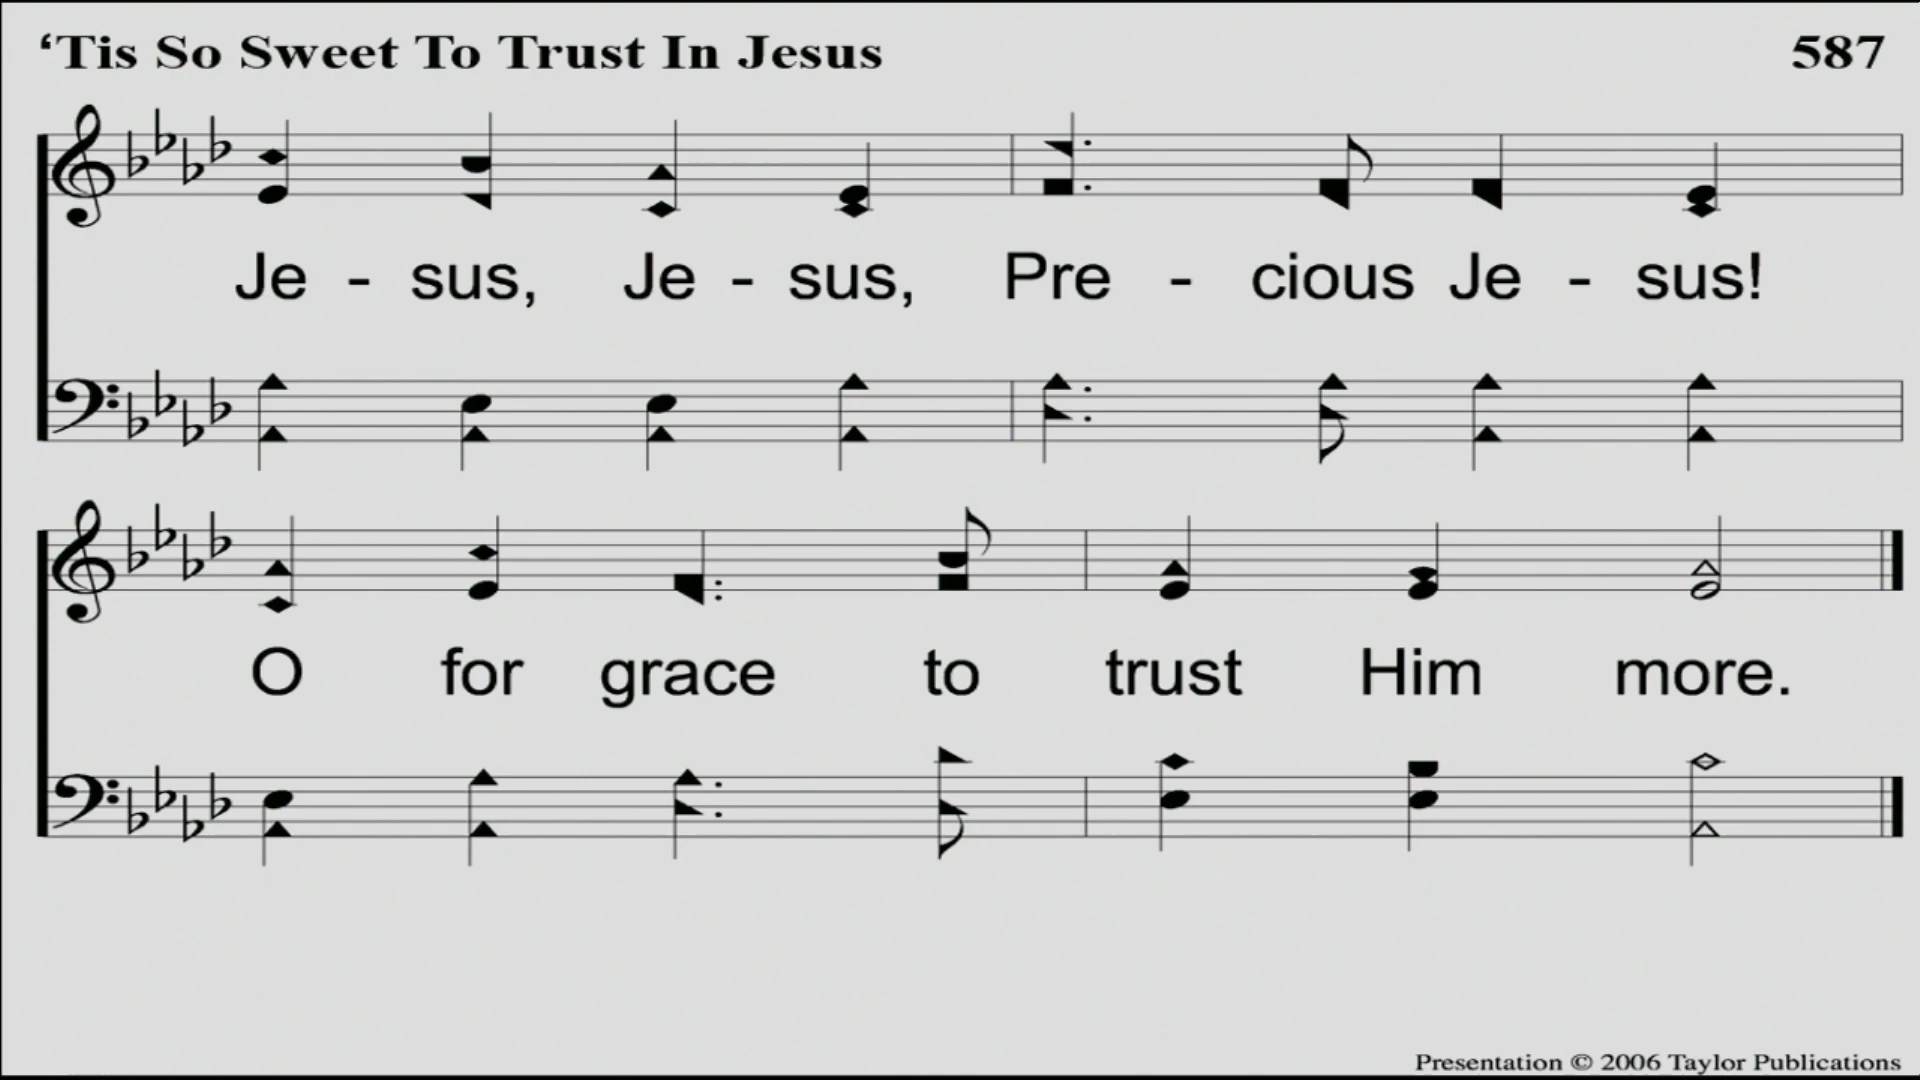 ‘Tis So Sweet To Trust In Jesus 587
Je - sus, Je - sus, Pre - cious Je - sus!
O for grace to trust Him more.
Presentation © 2006 Taylor Publications